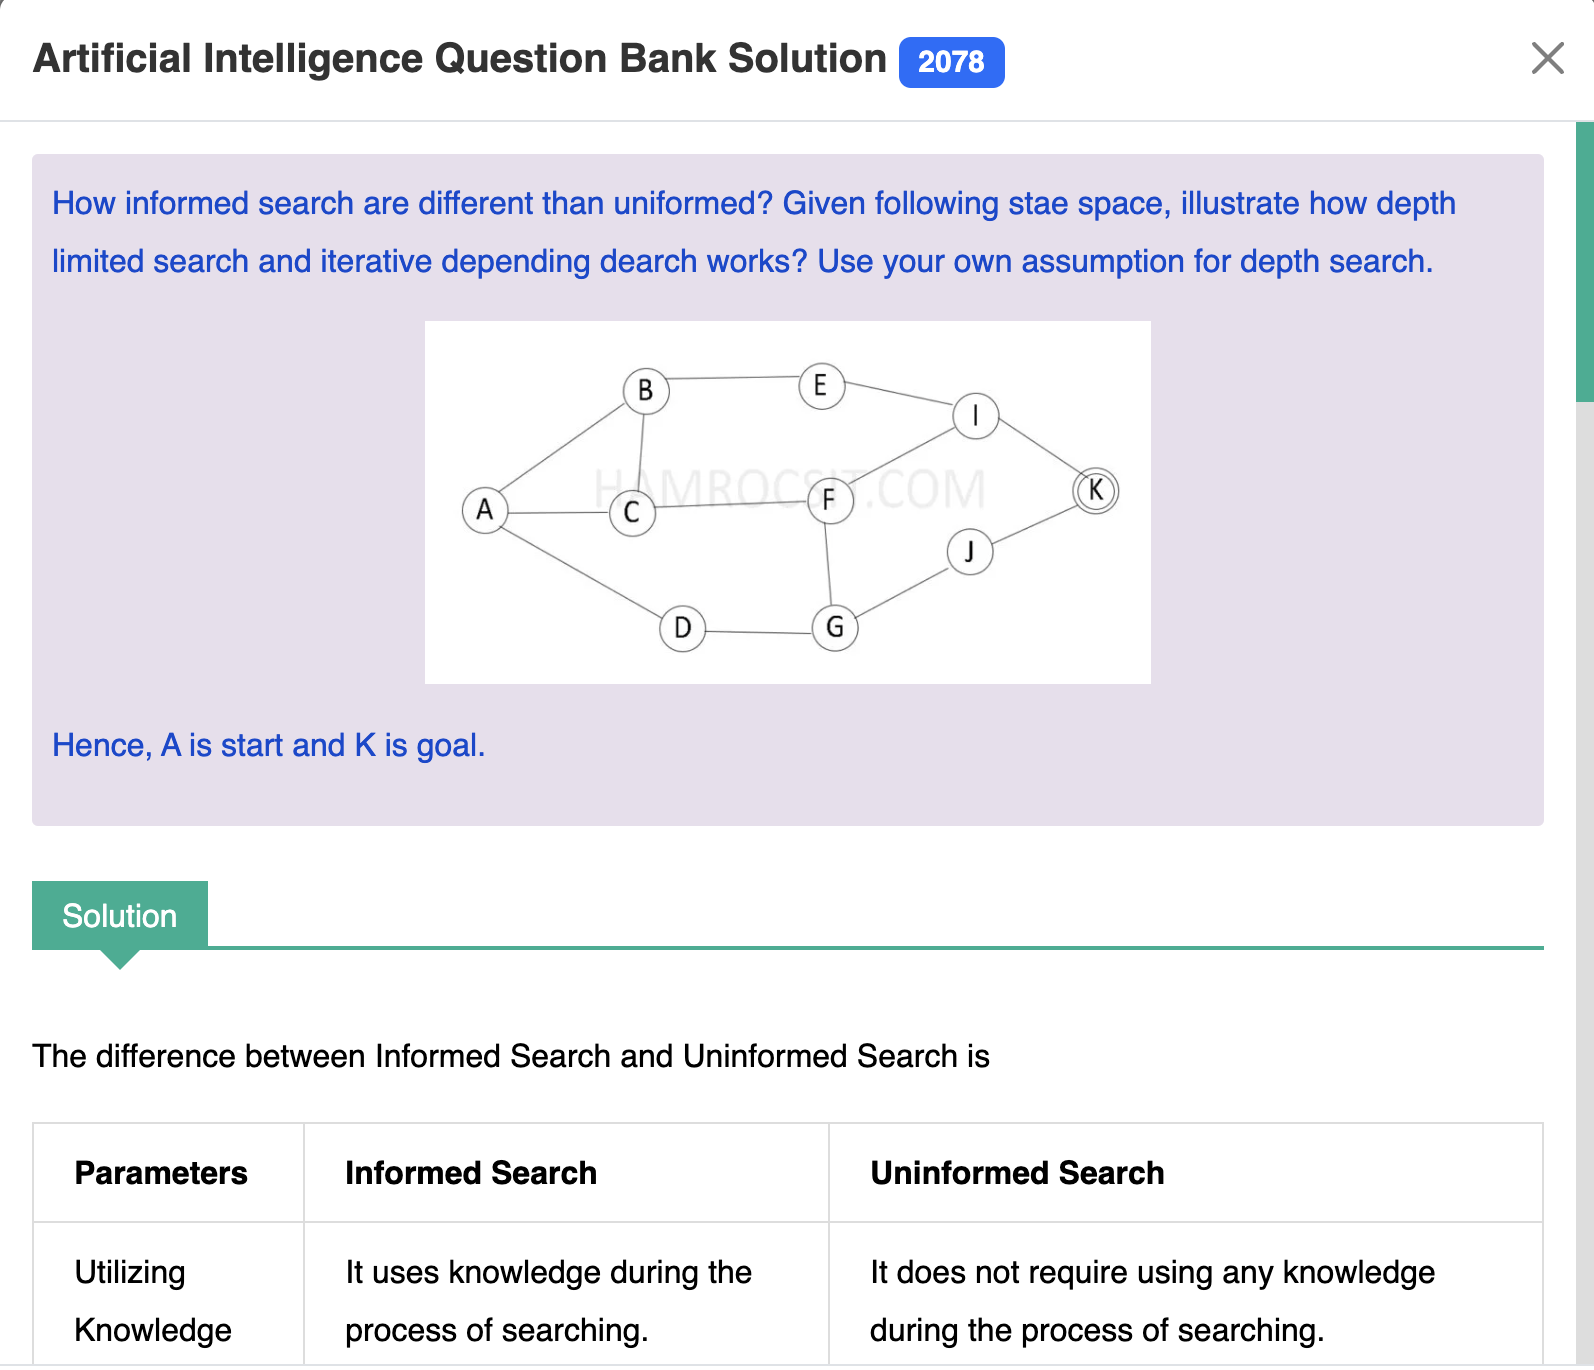 Artificial Intelligence Question Bank Solution 2078
How informed search are different than uniformed? Given following stae space, illustrate how depth
limited search and iterative depending dearch works? Use your own assumption for depth search.
B E
I
HAMROCSIT.COM
A C F K
J
D G
Hence, A is start and K is goal.
Solution
The difference between Informed Search and Uninformed Search is
Parameters Informed Search Uninformed Search
Utilizing It uses knowledge during the It does not require using any knowledge
Knowledge process of searching. during the process of searching.